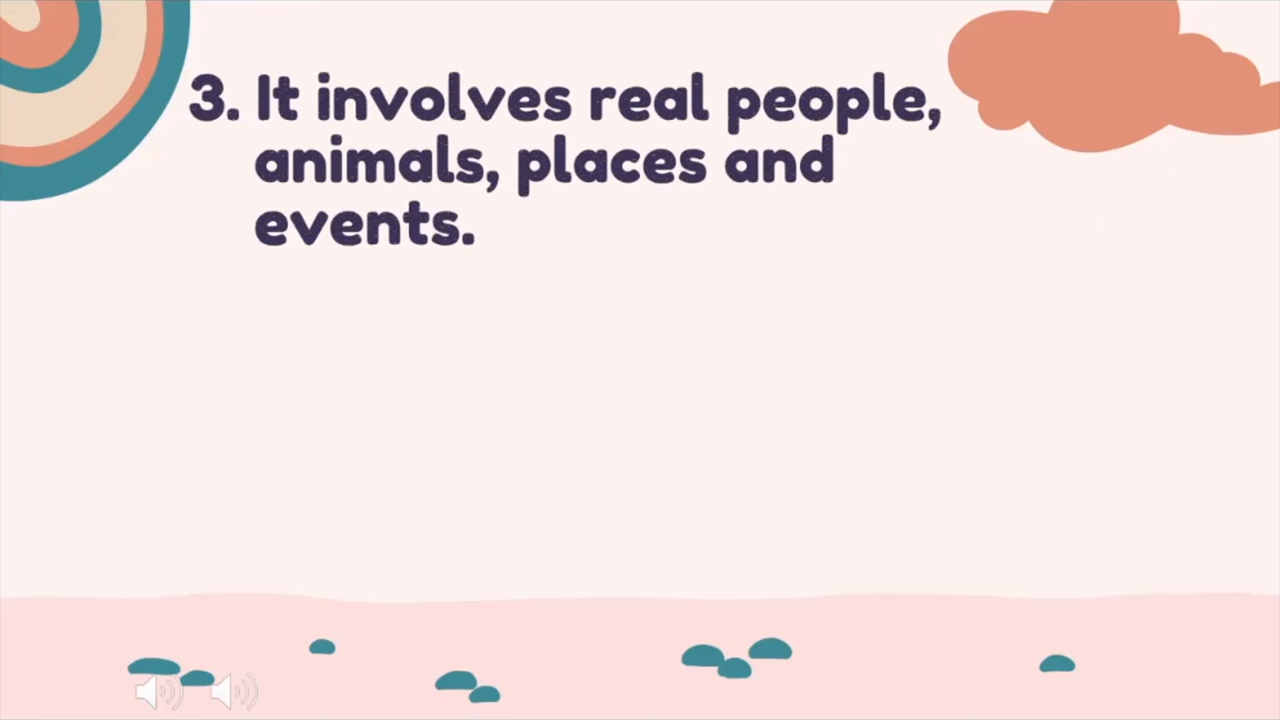 3. It involves real people,
animals, places and
events.